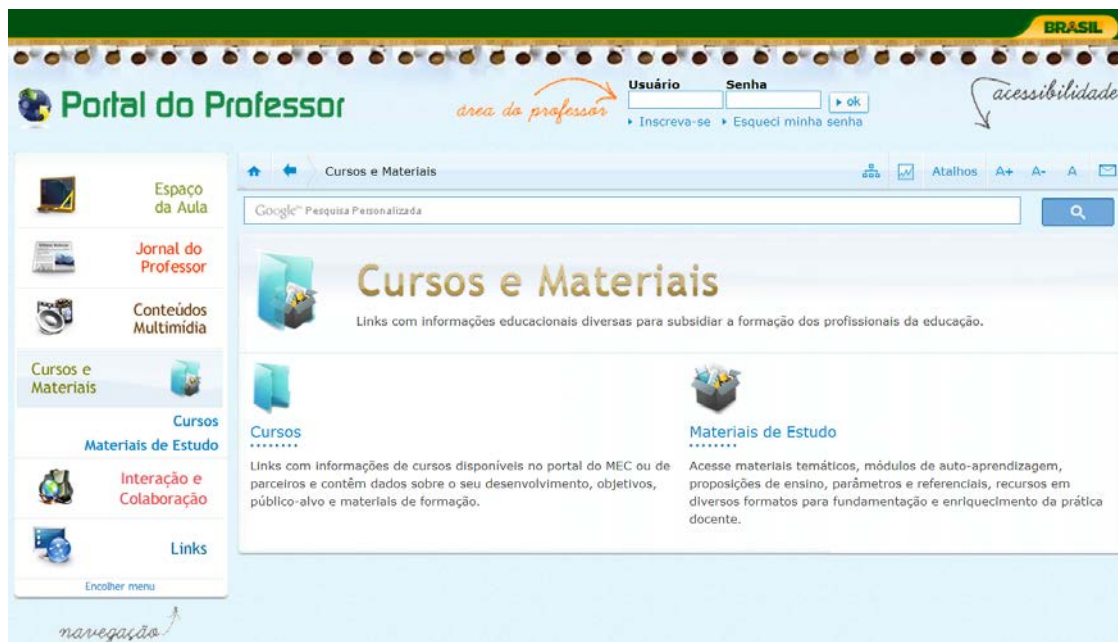 BRASIL
Portal do Professor
área do professor
Usuário
Senha
ok
Inscreva-se
Esqueci minha senha
acessibilidade
Espaço
da Aula
Jornal do
Professor
Conteúdos
Multimídia
Cursos e
Materiais
Cursos
Materiais de Estudo
Interação e
Colaboração
Links
Encolher menu
navegação
Cursos e Materiais
Atalhos A+ A- A
Google™ Pesquisa Personalizada
Cursos e Materiais
Links com informações educacionais diversas para subsidiar a formação dos profissionais da educação.
Cursos
Links com informações de cursos disponíveis no portal do MEC ou de
parceiros e contêm dados sobre o seu desenvolvimento, objetivos,
público-alvo e materiais de formação.
Materiais de Estudo
Acesse materiais temáticos, módulos de auto-aprendizagem,
proposições de ensino, parâmetros e referenciais, recursos em
diversos formatos para fundamentação e enriquecimento da prática
docente.